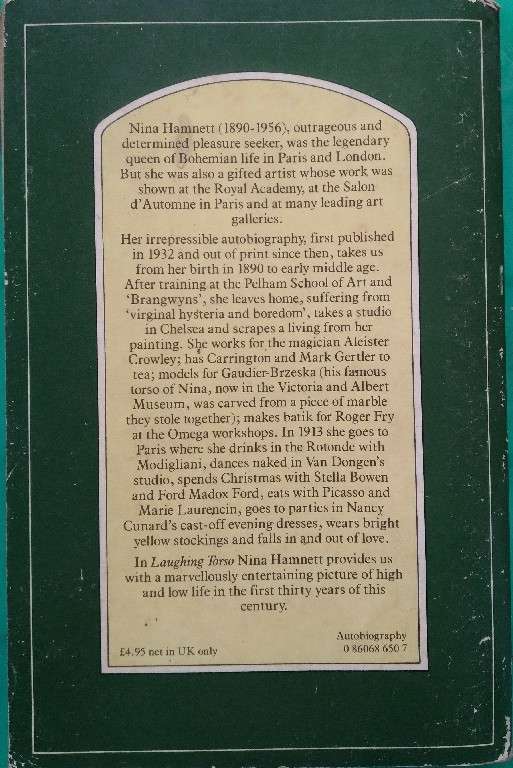 Nina Hamnett (1890-1956), outrageous and
determined pleasure seeker, was the legendary
queen of Bohemian life in Paris and London.
But she was also a gifted artist whose work was
shown at the Royal Academy, at the Salon
d'Automne in Paris and at many leading art
galleries.
Her irrepressible autobiography, first published
in 1932 and out of print since then, takes us
from her birth in 1890 to early middle age.
After training at the Pelham School of Art and
'Brangwyns', she leaves home, suffering from
'virginal hysteria and boredom', takes a studio
in Chelsea and scrapes a living from her
painting. She works for the magician Aleister
Crowley; has Carrington and Mark Gertler to
tea; models for Gaudier-Brzeska (his famous
torso of Nina, now in the Victoria and Albert
Museum, was carved from a piece of marble
they stole together); makes batik for Roger Fry
at the Omega workshops. In 1913 she goes to
Paris where she drinks in the Rotonde with
Modigliani, dances naked in Van Dongen's
studio, spends Christmas with Stella Bowen
and Ford Madox Ford, eats with Picasso and
Marie Laurencin, goes to parties in Nancy
Cunard's cast-off evening dresses, wears bright
yellow stockings and falls in and out of love.
In Laughing Torso Nina Hamnett provides us
with a marvellously entertaining picture of high
and low life in the first thirty years of this
century.
Autobiography
£4.95 net in UK only
0 86068 650 7